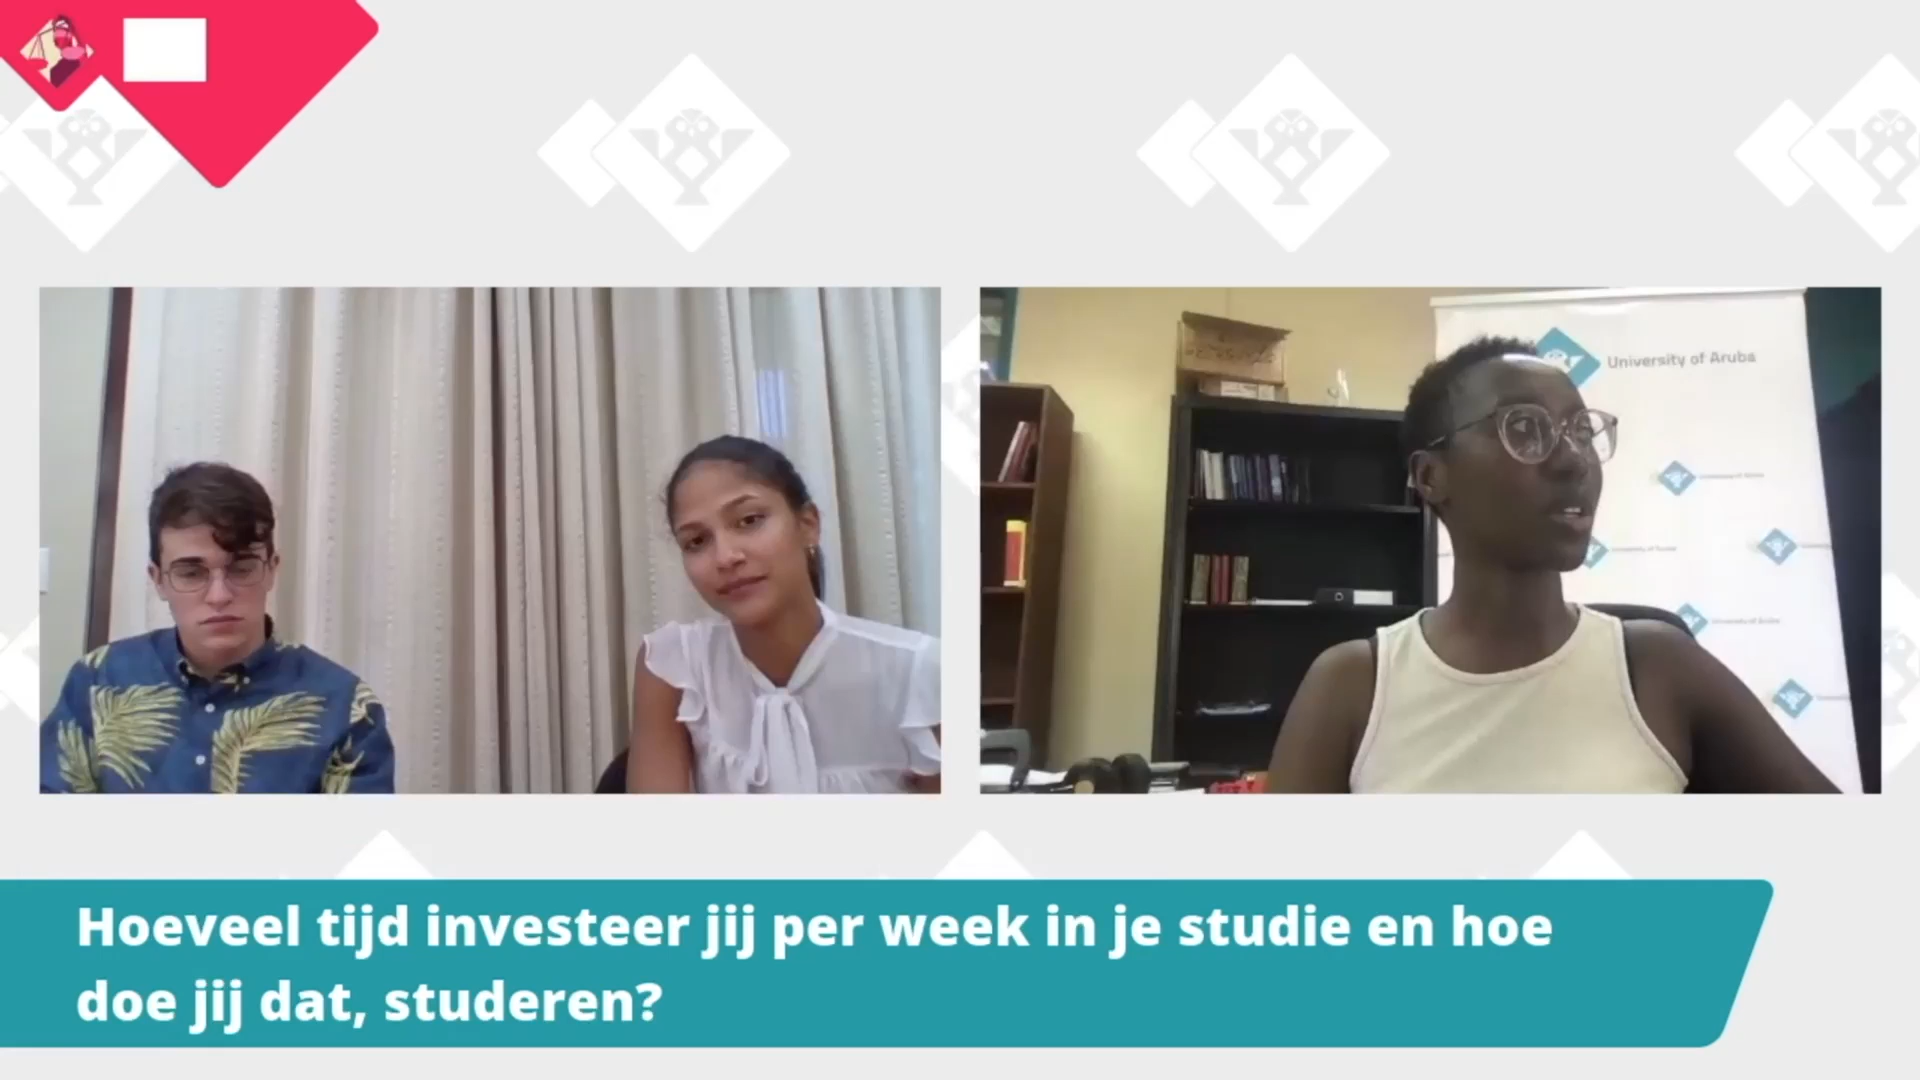 University of Aruba
Hoeveel tijd investeer jij per week in je studie en hoe
doe jij dat, studeren?